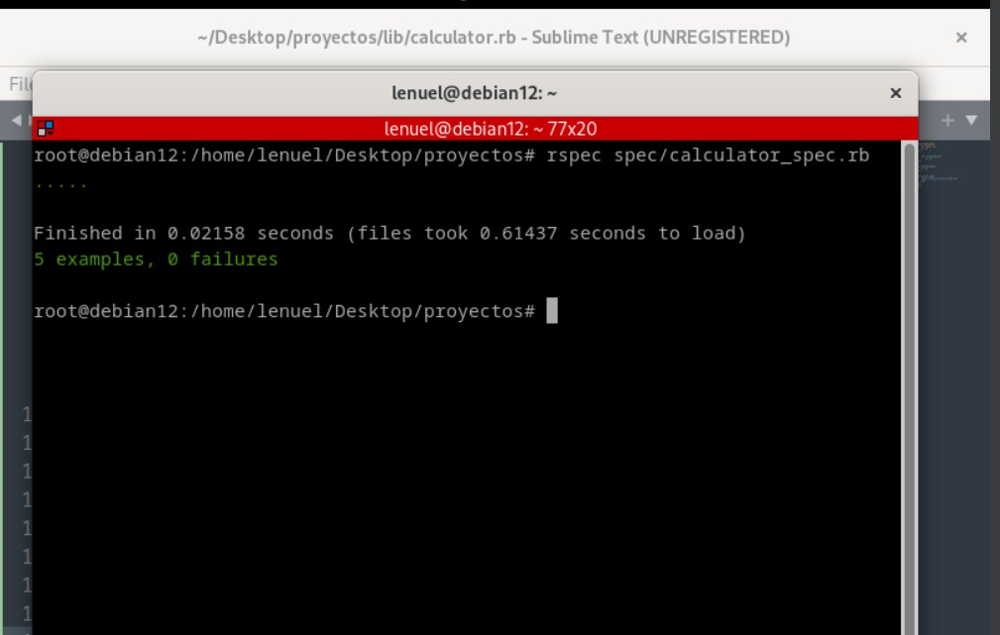 ~/Desktop/proyectos/lib/calculator.rb - Sublime Text (UNREGISTERED)
lenuel@debian12: ~
lenuel@debian12: ~ 77x20
root@debian12:/home/lenuel/Desktop/proyectos# rspec spec/calculator_spec.rb
.....
Finished in 0.02158 seconds (files took 0.61437 seconds to load)
5 examples, 0 failures
root@debian12:/home/lenuel/Desktop/proyectos#